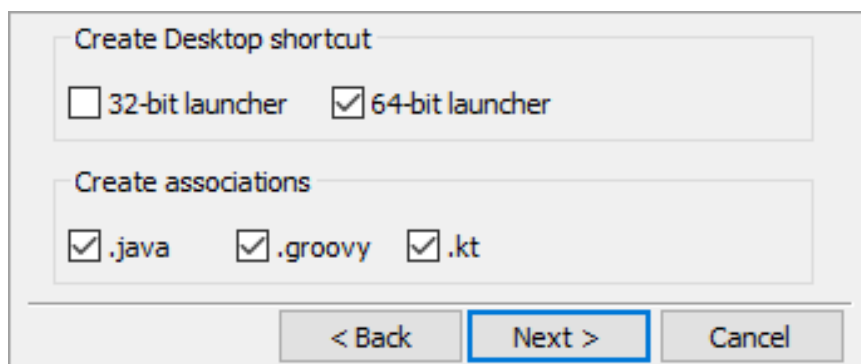 Create Desktop shortcut
32-bit launcher 64-bit launcher
Create associations
.java .groovy .kt
< Back Next > Cancel